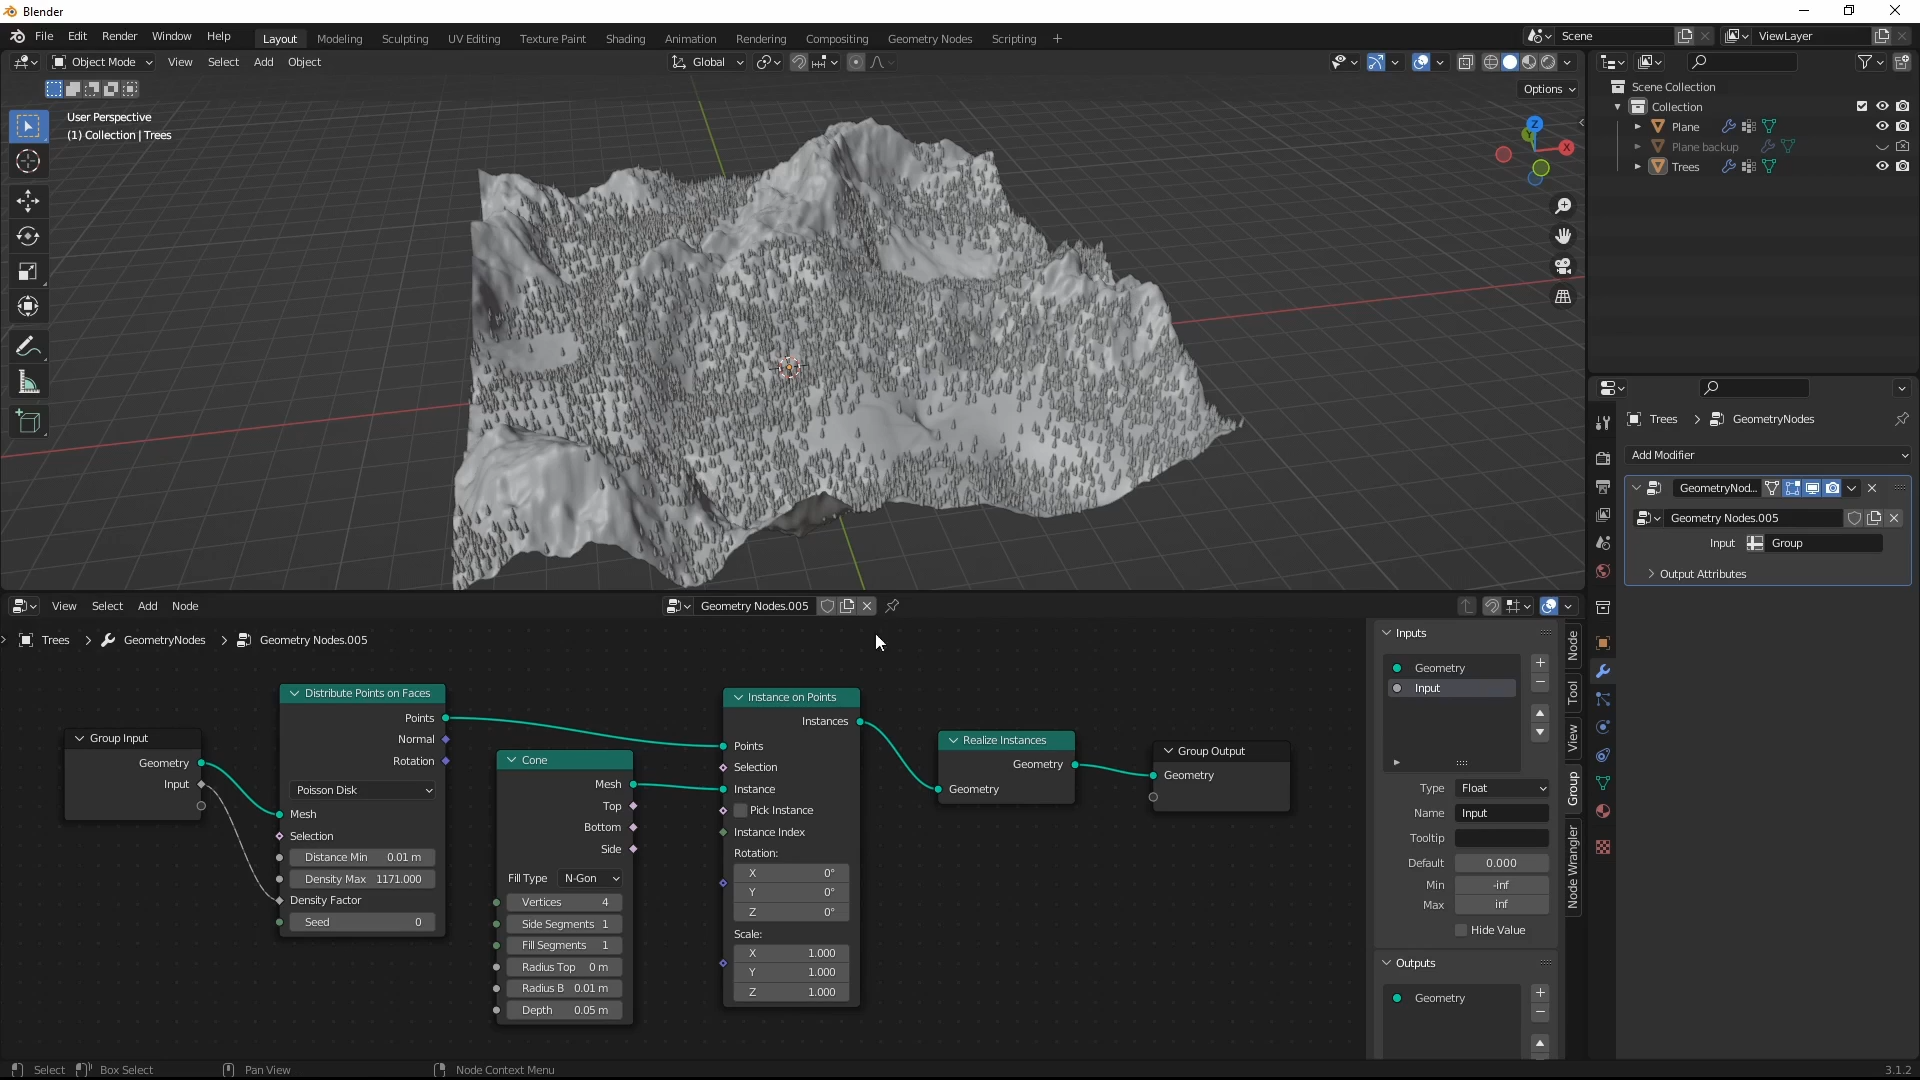 Blender
File Edit Render Window Help Layout Modeling Sculpting UV Editing Texture Paint Shading Animation Rendering Compositing Geometry Nodes Scripting + Scene ViewLayer
Object Mode View Select Add Object Global
Options
User Perspective
(1) Collection | Trees
Z
Y
X
Scene Collection
Collection
Plane
Plane backup
Trees
Trees > GeometryNodes
Add Modifier
GeometryNod...
Geometry Nodes.005
Input Group
Output Attributes
View Select Add Node Geometry Nodes.005
Trees > GeometryNodes > Geometry Nodes.005
Group Input
Geometry
Input
Distribute Points on Faces
Points
Normal
Rotation
Poisson Disk
Mesh
Selection
Distance Min 0.01 m
Density Max 1171.000
Density Factor
Seed 0
Cone
Mesh
Top
Bottom
Side
Fill Type N-Gon
Vertices 4
Side Segments 1
Fill Segments 1
Radius Top 0 m
Radius B 0.01 m
Depth 0.05 m
Instance on Points
Instances
Points
Selection
Instance
Pick Instance
Instance Index
Rotation:
X 0°
Y 0°
Z 0°
Scale:
X 1.000
Y 1.000
Z 1.000
Realize Instances
Geometry
Geometry
Group Output
Geometry
Inputs
Geometry
Input
Type Float
Name Input
Tooltip
Default 0.000
Min -inf
Max inf
Hide Value
Outputs
Geometry
Node
Tool
View
Group
Node Wrangler
Select Box Select Pan View Node Context Menu 3.1.2